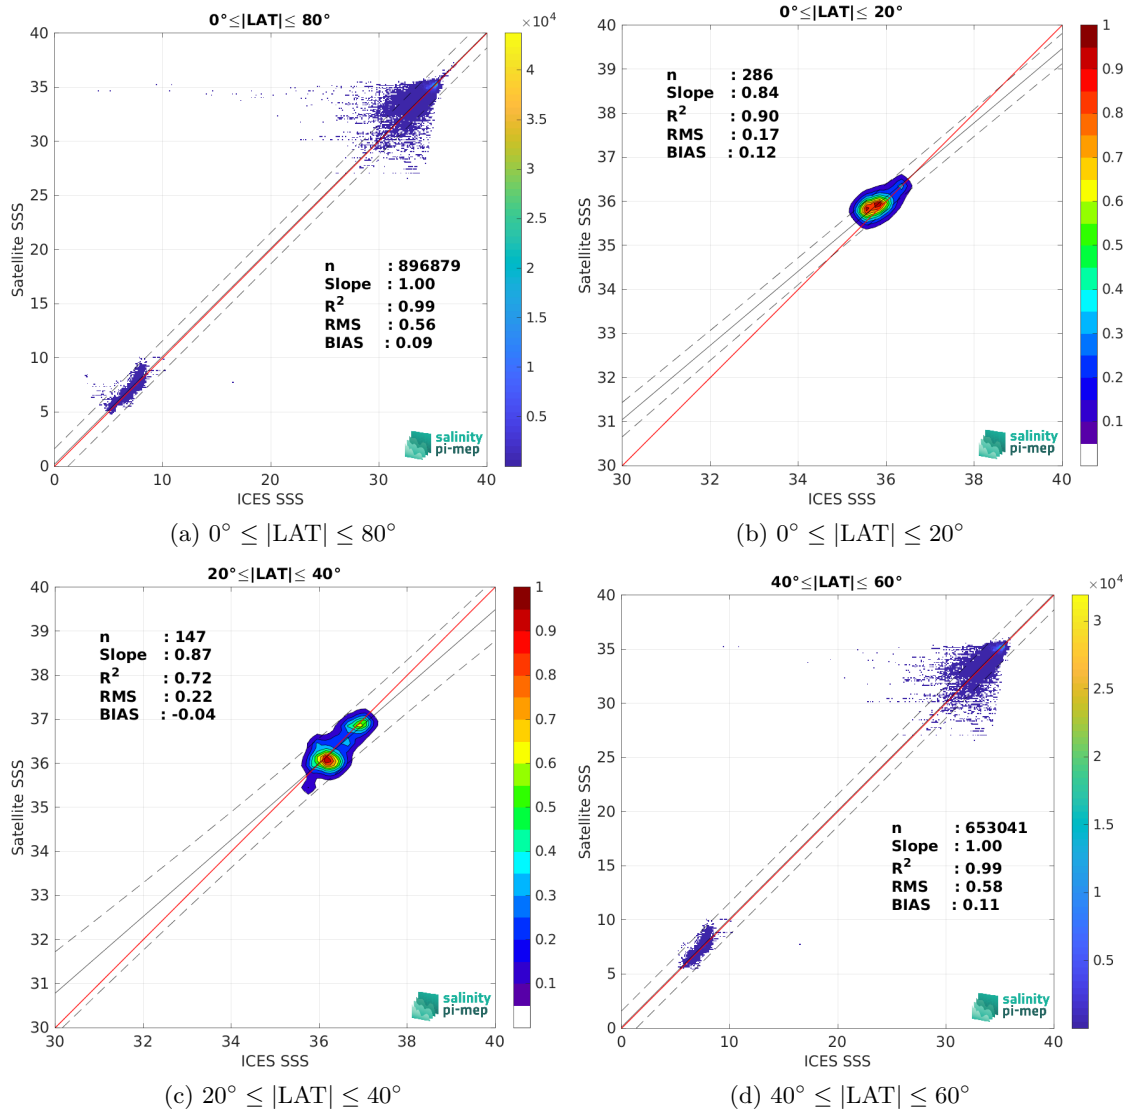 0°≤|LAT|≤ 80°
×10⁴
40
35
30
25
20
15
10
5
0
Satellite SSS
n : 896879
Slope : 1.00
R² : 0.99
RMS : 0.56
BIAS : 0.09
salinity
pi-mep
0 5 10 15 20 25 30 35 40
ICES SSS
4
3.5
3
2.5
2
1.5
1
0.5
(a) 0° ≤ |LAT| ≤ 80°
0°≤|LAT|≤ 20°
40
39
38
37
36
35
34
33
32
31
30
Satellite SSS
n : 286
Slope : 0.84
R² : 0.90
RMS : 0.17
BIAS : 0.12
salinity
pi-mep
30 32 34 36 38 40
ICES SSS
1
0.9
0.8
0.7
0.6
0.5
0.4
0.3
0.2
0.1
(b) 0° ≤ |LAT| ≤ 20°
20°≤|LAT|≤ 40°
40
39
38
37
36
35
34
33
32
31
30
Satellite SSS
n : 147
Slope : 0.87
R² : 0.72
RMS : 0.22
BIAS : -0.04
salinity
pi-mep
30 32 34 36 38 40
ICES SSS
1
0.9
0.8
0.7
0.6
0.5
0.4
0.3
0.2
0.1
(c) 20° ≤ |LAT| ≤ 40°
40°≤|LAT|≤ 60°
×10⁴
40
35
30
25
20
15
10
5
0
Satellite SSS
n : 653041
Slope : 1.00
R² : 0.99
RMS : 0.58
BIAS : 0.11
salinity
pi-mep
0 10 20 30 40
ICES SSS
3
2.5
2
1.5
1
0.5
(d) 40° ≤ |LAT| ≤ 60°